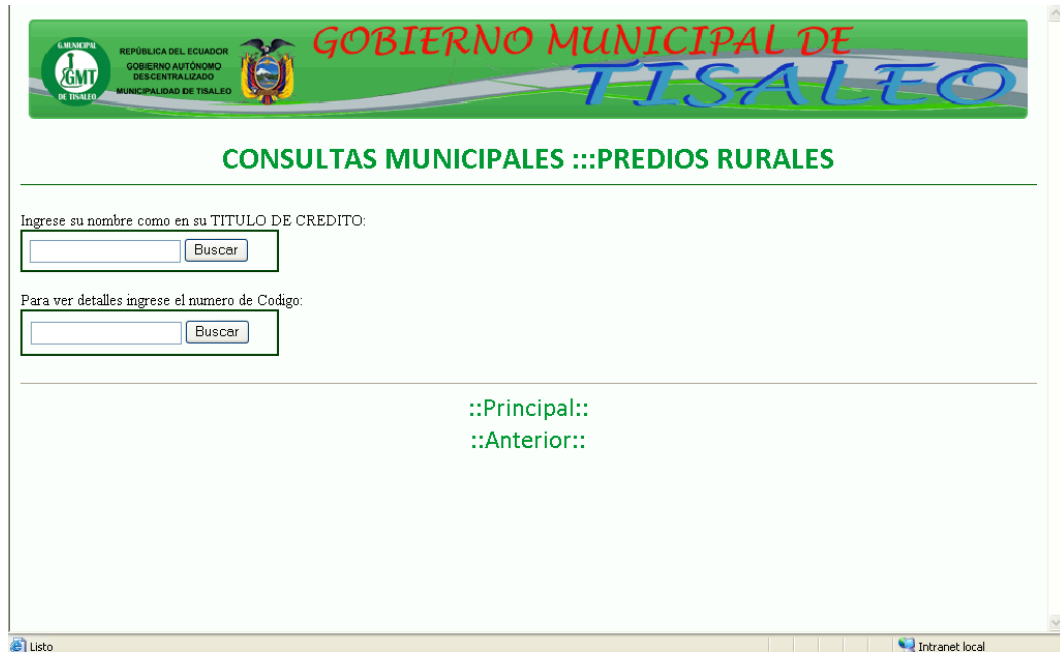 G.MUNICIPAL
GMT
DE TISALEO
REPÚBLICA DEL ECUADOR
GOBIERNO AUTÓNOMO
DESCENTRALIZADO
MUNICIPALIDAD DE TISALEO
GOBIERNO MUNICIPAL DE
TISALEO
CONSULTAS MUNICIPALES :::PREDIOS RURALES
Ingrese su nombre como en su TITULO DE CREDITO:
Buscar
Para ver detalles ingrese el numero de Codigo:
Buscar
::Principal::
::Anterior::
Listo
Intranet local